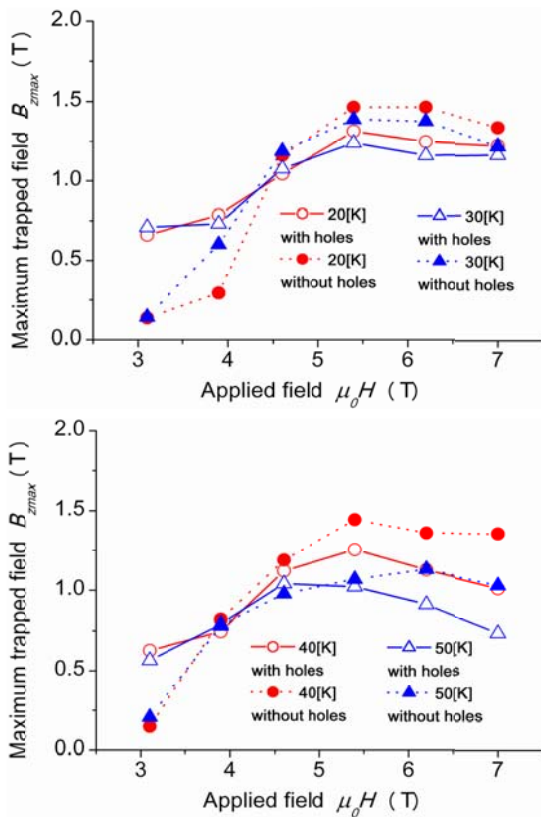 Maximum trapped field B_zmax (T)
2.0
1.5
1.0
0.5
0.0
20[K]
with holes
30[K]
with holes
20[K]
without holes
30[K]
without holes
3 4 5 6 7
Applied field μ₀H (T)
Maximum trapped field B_zmax (T)
2.0
1.5
1.0
0.5
0.0
40[K]
with holes
50[K]
with holes
40[K]
without holes
50[K]
without holes
3 4 5 6 7
Applied field μ₀H (T)